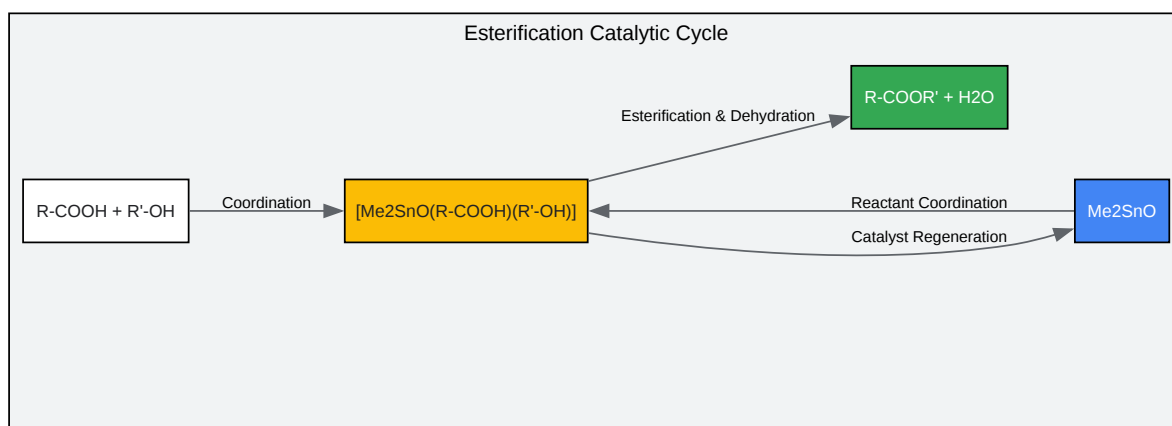 Esterification Catalytic Cycle
R-COOR' + H2O
Esterification & Dehydration
R-COOH + R'-OH
Coordination
[Me2SnO(R-COOH)(R'-OH)]
Reactant Coordination
Me2SnO
Catalyst Regeneration